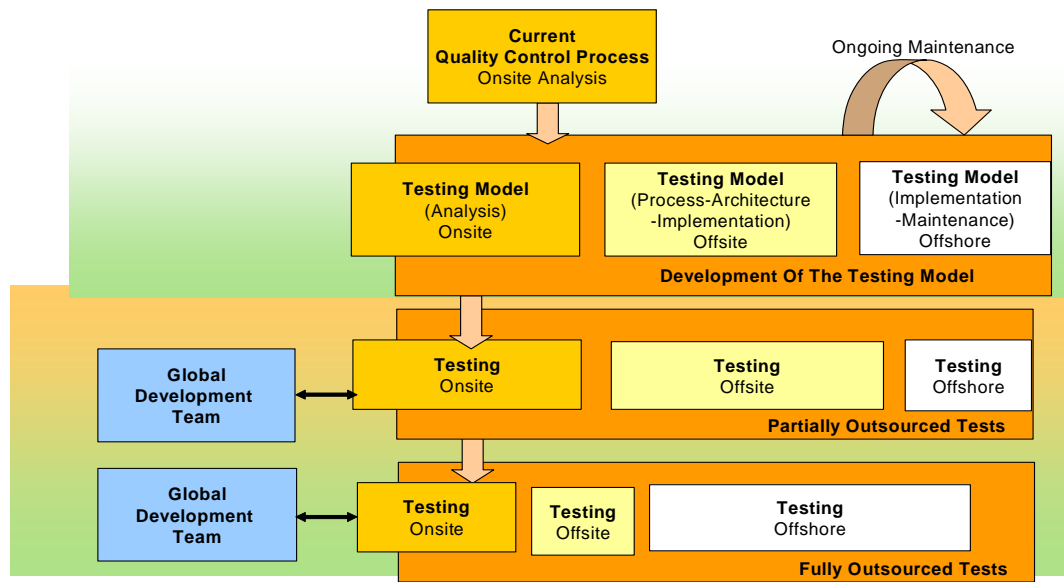 Current
Quality Control Process
Onsite Analysis
Ongoing Maintenance
Testing Model
(Analysis)
Onsite
Testing Model
(Process-Architecture
-Implementation)
Offsite
Testing Model
(Implementation
-Maintenance)
Offshore
Development Of The Testing Model
Global
Development
Team
Testing
Onsite
Testing
Offsite
Testing
Offshore
Partially Outsourced Tests
Global
Development
Team
Testing
Onsite
Testing
Offsite
Testing
Offshore
Fully Outsourced Tests